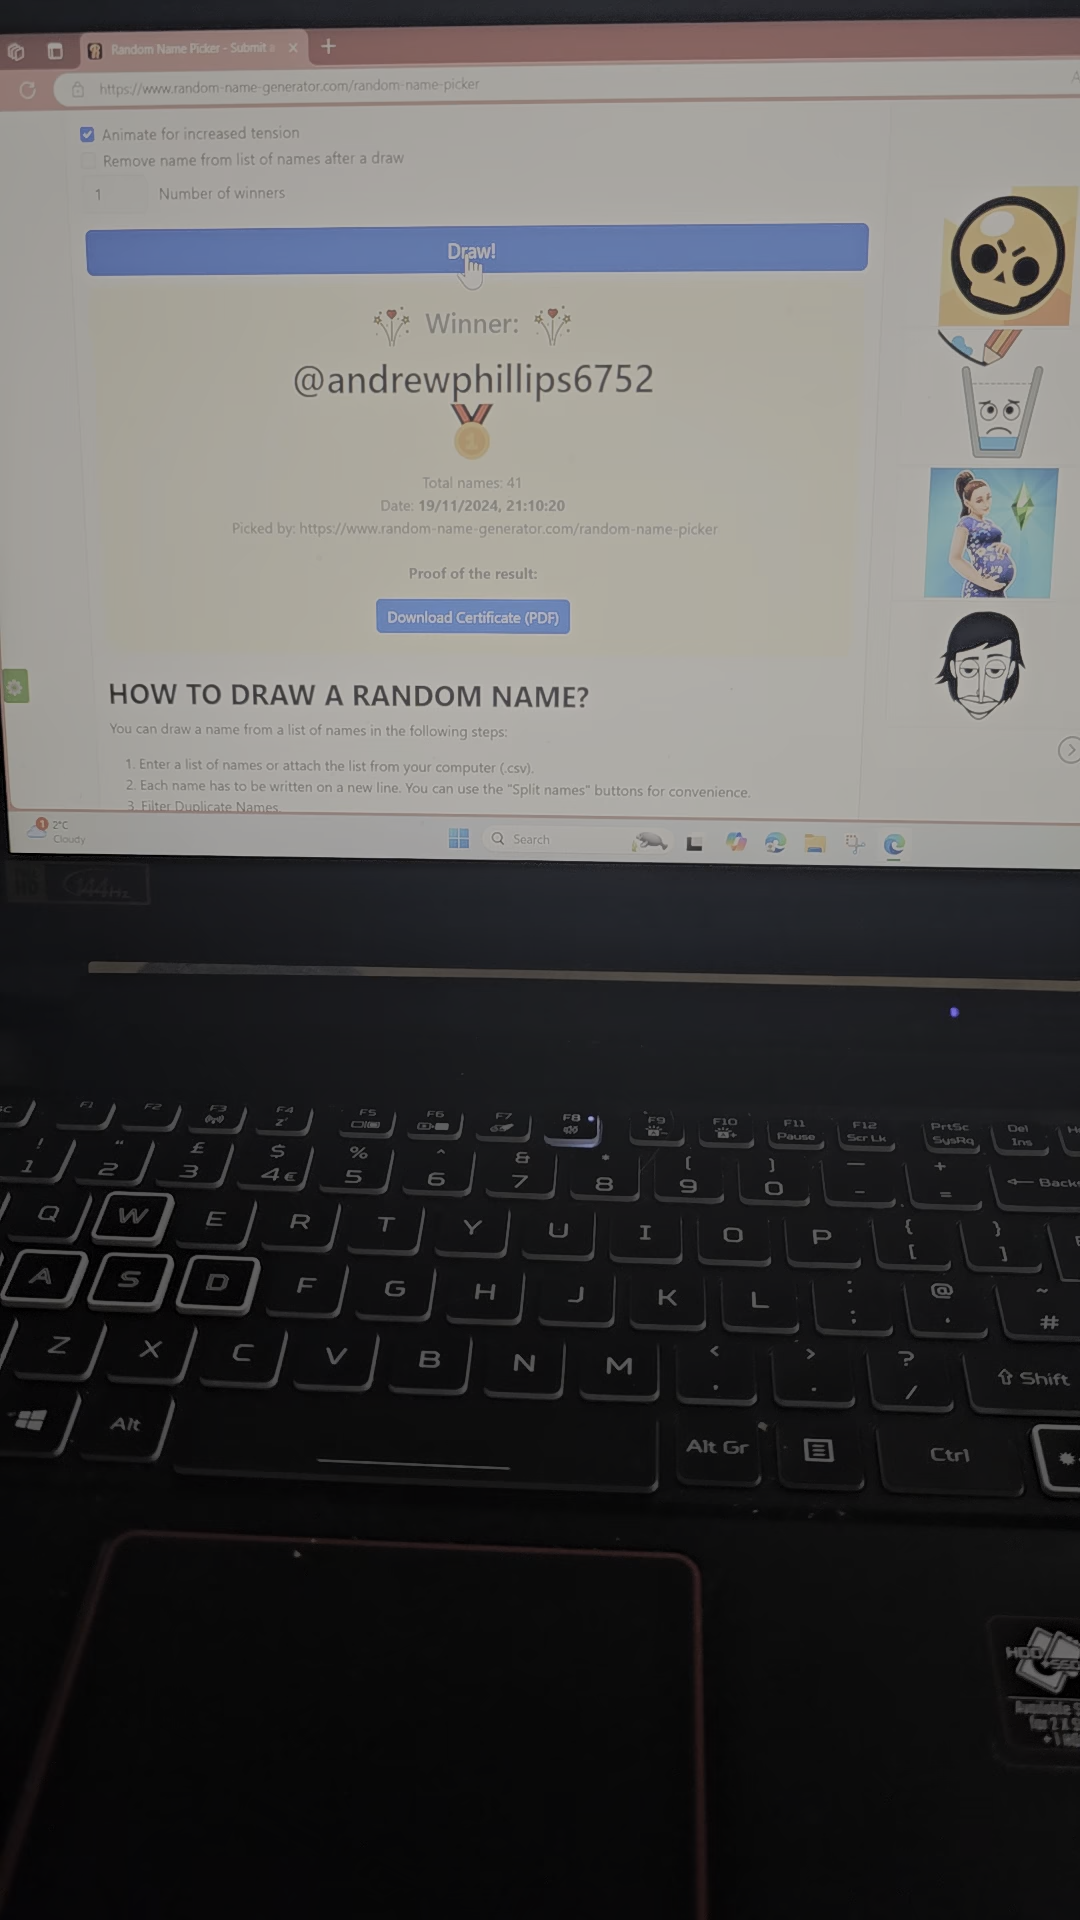 Random Name Picker - Submit a
https://www.random-name-generator.com/random-name-picker
Animate for increased tension
Remove name from list of names after a draw
1 Number of winners
Draw!
Winner:
@andrewphillips6752
1
Total names: 41
Date: 19/11/2024, 21:10:20
Picked by: https://www.random-name-generator.com/random-name-picker
Proof of the result:
Download Certificate (PDF)
HOW TO DRAW A RANDOM NAME?
You can draw a name from a list of names in the following steps:
1. Enter a list of names or attach the list from your computer (.csv).
2. Each name has to be written on a new line. You can use the "Split names" buttons for convenience.
3. Filter Duplicate Names.
1 2°C
Cloudy
Search
144Hz
F1 F2 F3 F4 F5 F6 F7 F8 F9 F10 F11 F12 PrtSc Del
z Pause Scr Lk SysRq Ins
! " £ $ % ^ & * ( ) — +
1 2 3 4 € 5 6 7 8 9 0 - = ← Back
Q W E R T Y U I O P { [ } ]
A S D F G H J K L : ; @ ' ~ #
Z X C V B N M < , > . ? / ⇧ Shift
Alt Alt Gr Ctrl
HDD
+SSD